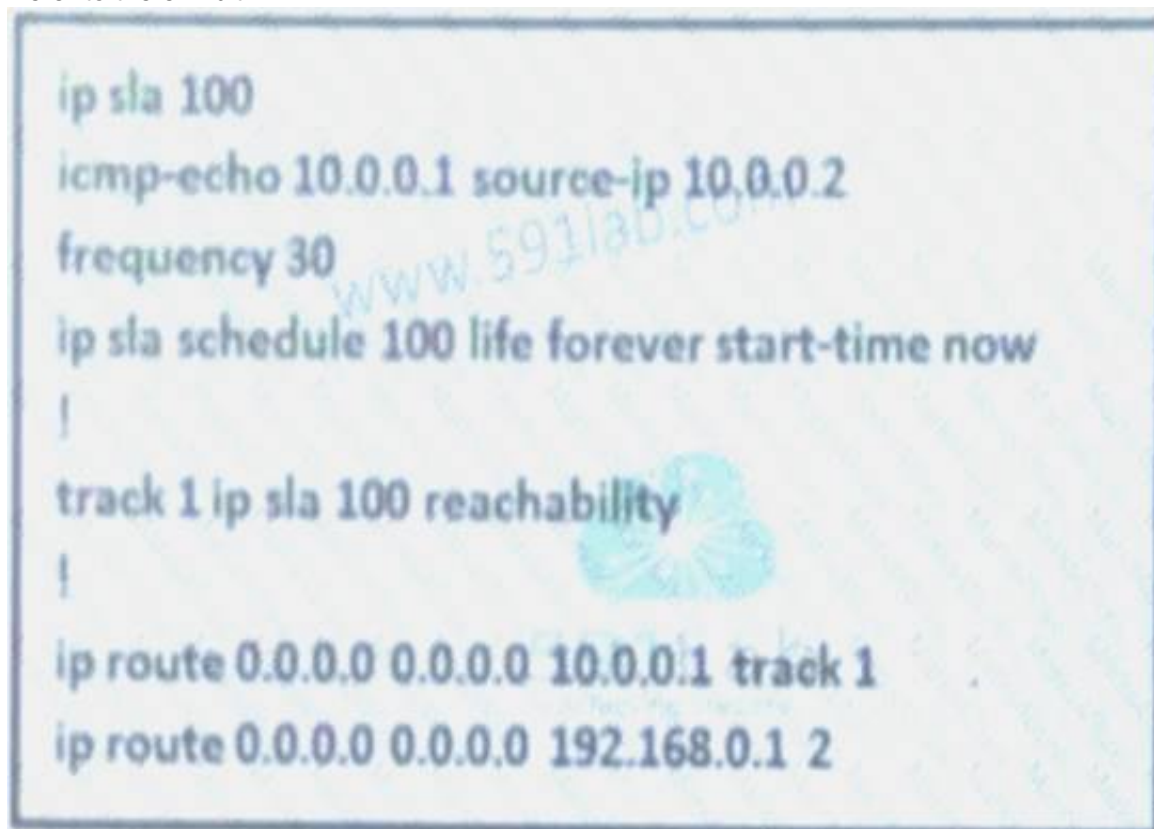 ip sla 100
icmp-echo 10.0.0.1 source-ip 10.0.0.2
www.591lab.com
frequency 30
ip sla schedule 100 life forever start-time now
!
track 1 ip sla 100 reachability
!
ip route 0.0.0.0 0.0.0.0 10.0.0.1 track 1
ip route 0.0.0.0 0.0.0.0 192.168.0.1 2